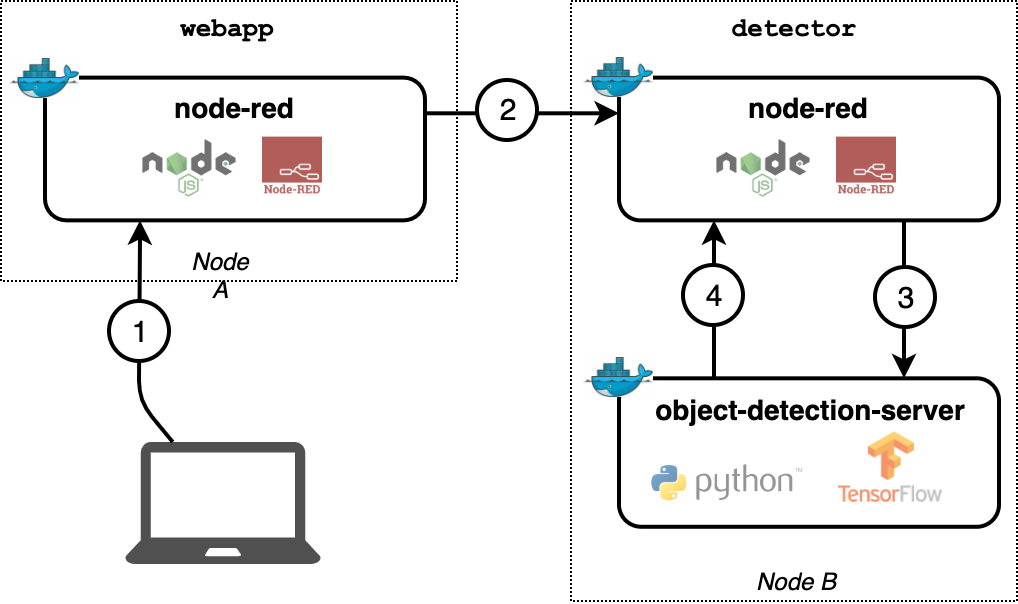 webapp
node-red
node
JS
Node-RED
Node
A
1
2
detector
node-red
node
JS
Node-RED
4
3
object-detection-server
python™
TensorFlow
Node B